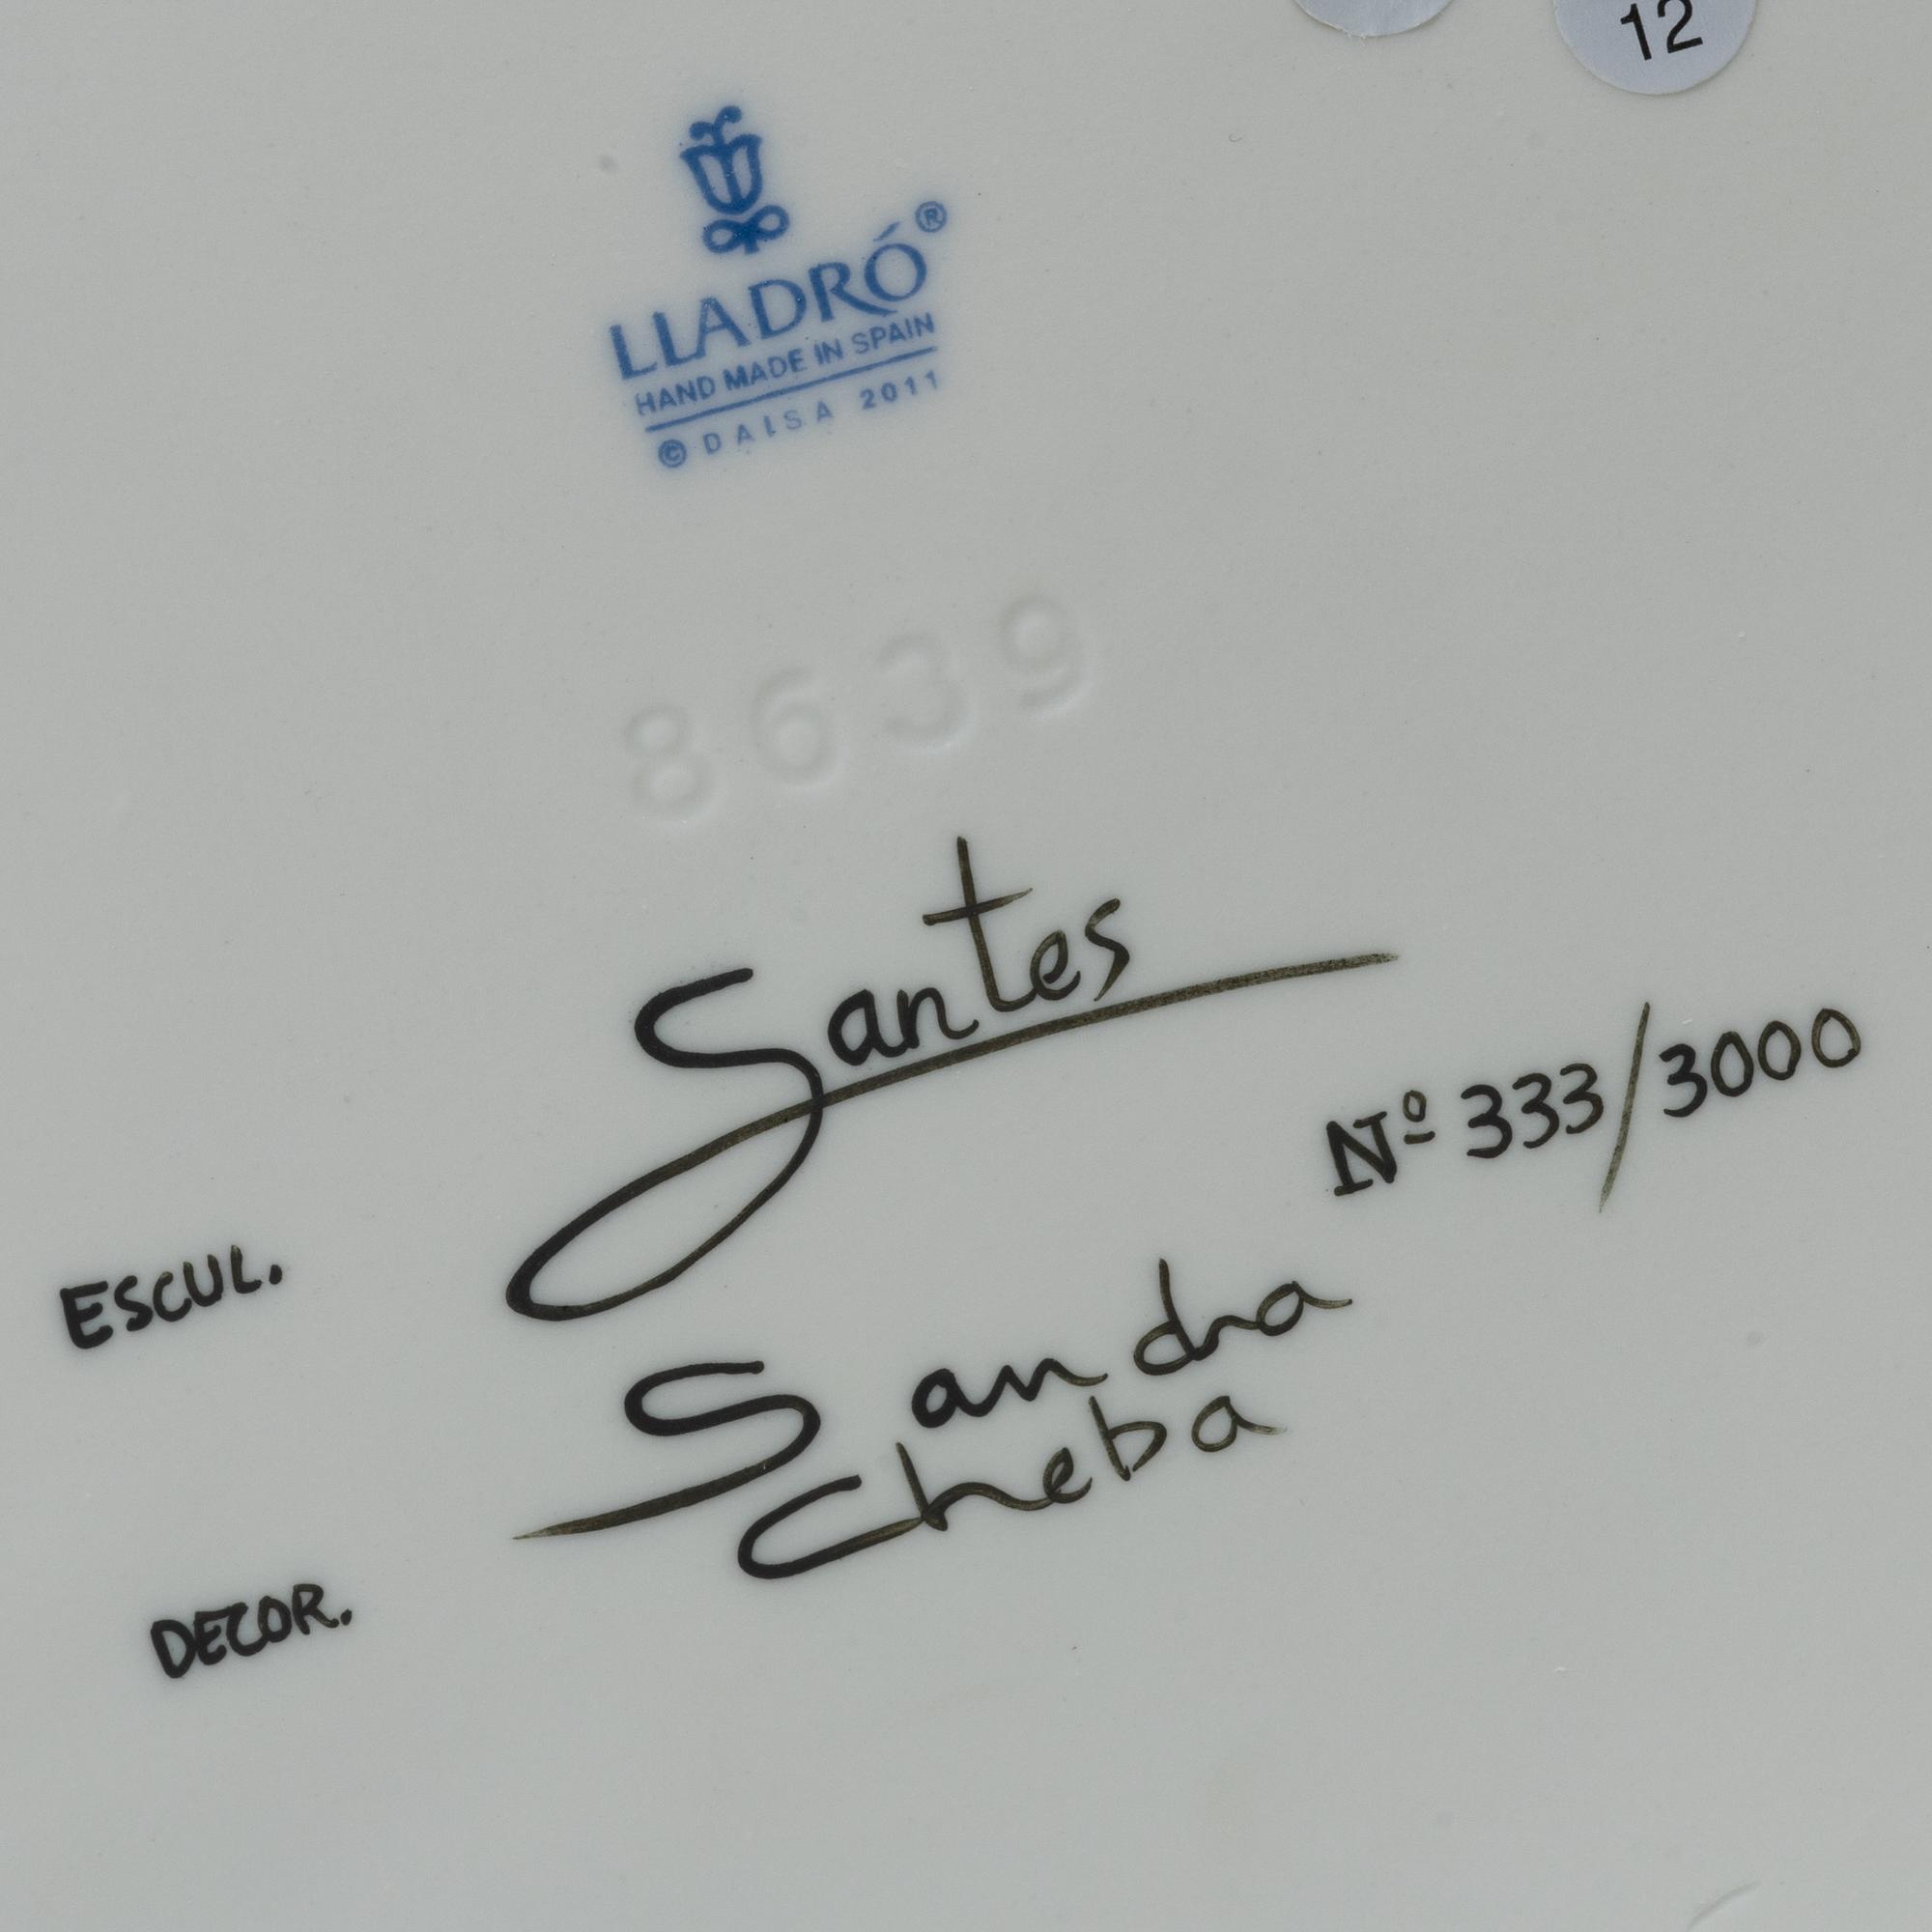 12
LLADRÓ®
HAND MADE IN SPAIN
© DAISA 2011
8639
Santes
Nº 333/3000
ESCUL.
Sandra
Cheba
DECOR.